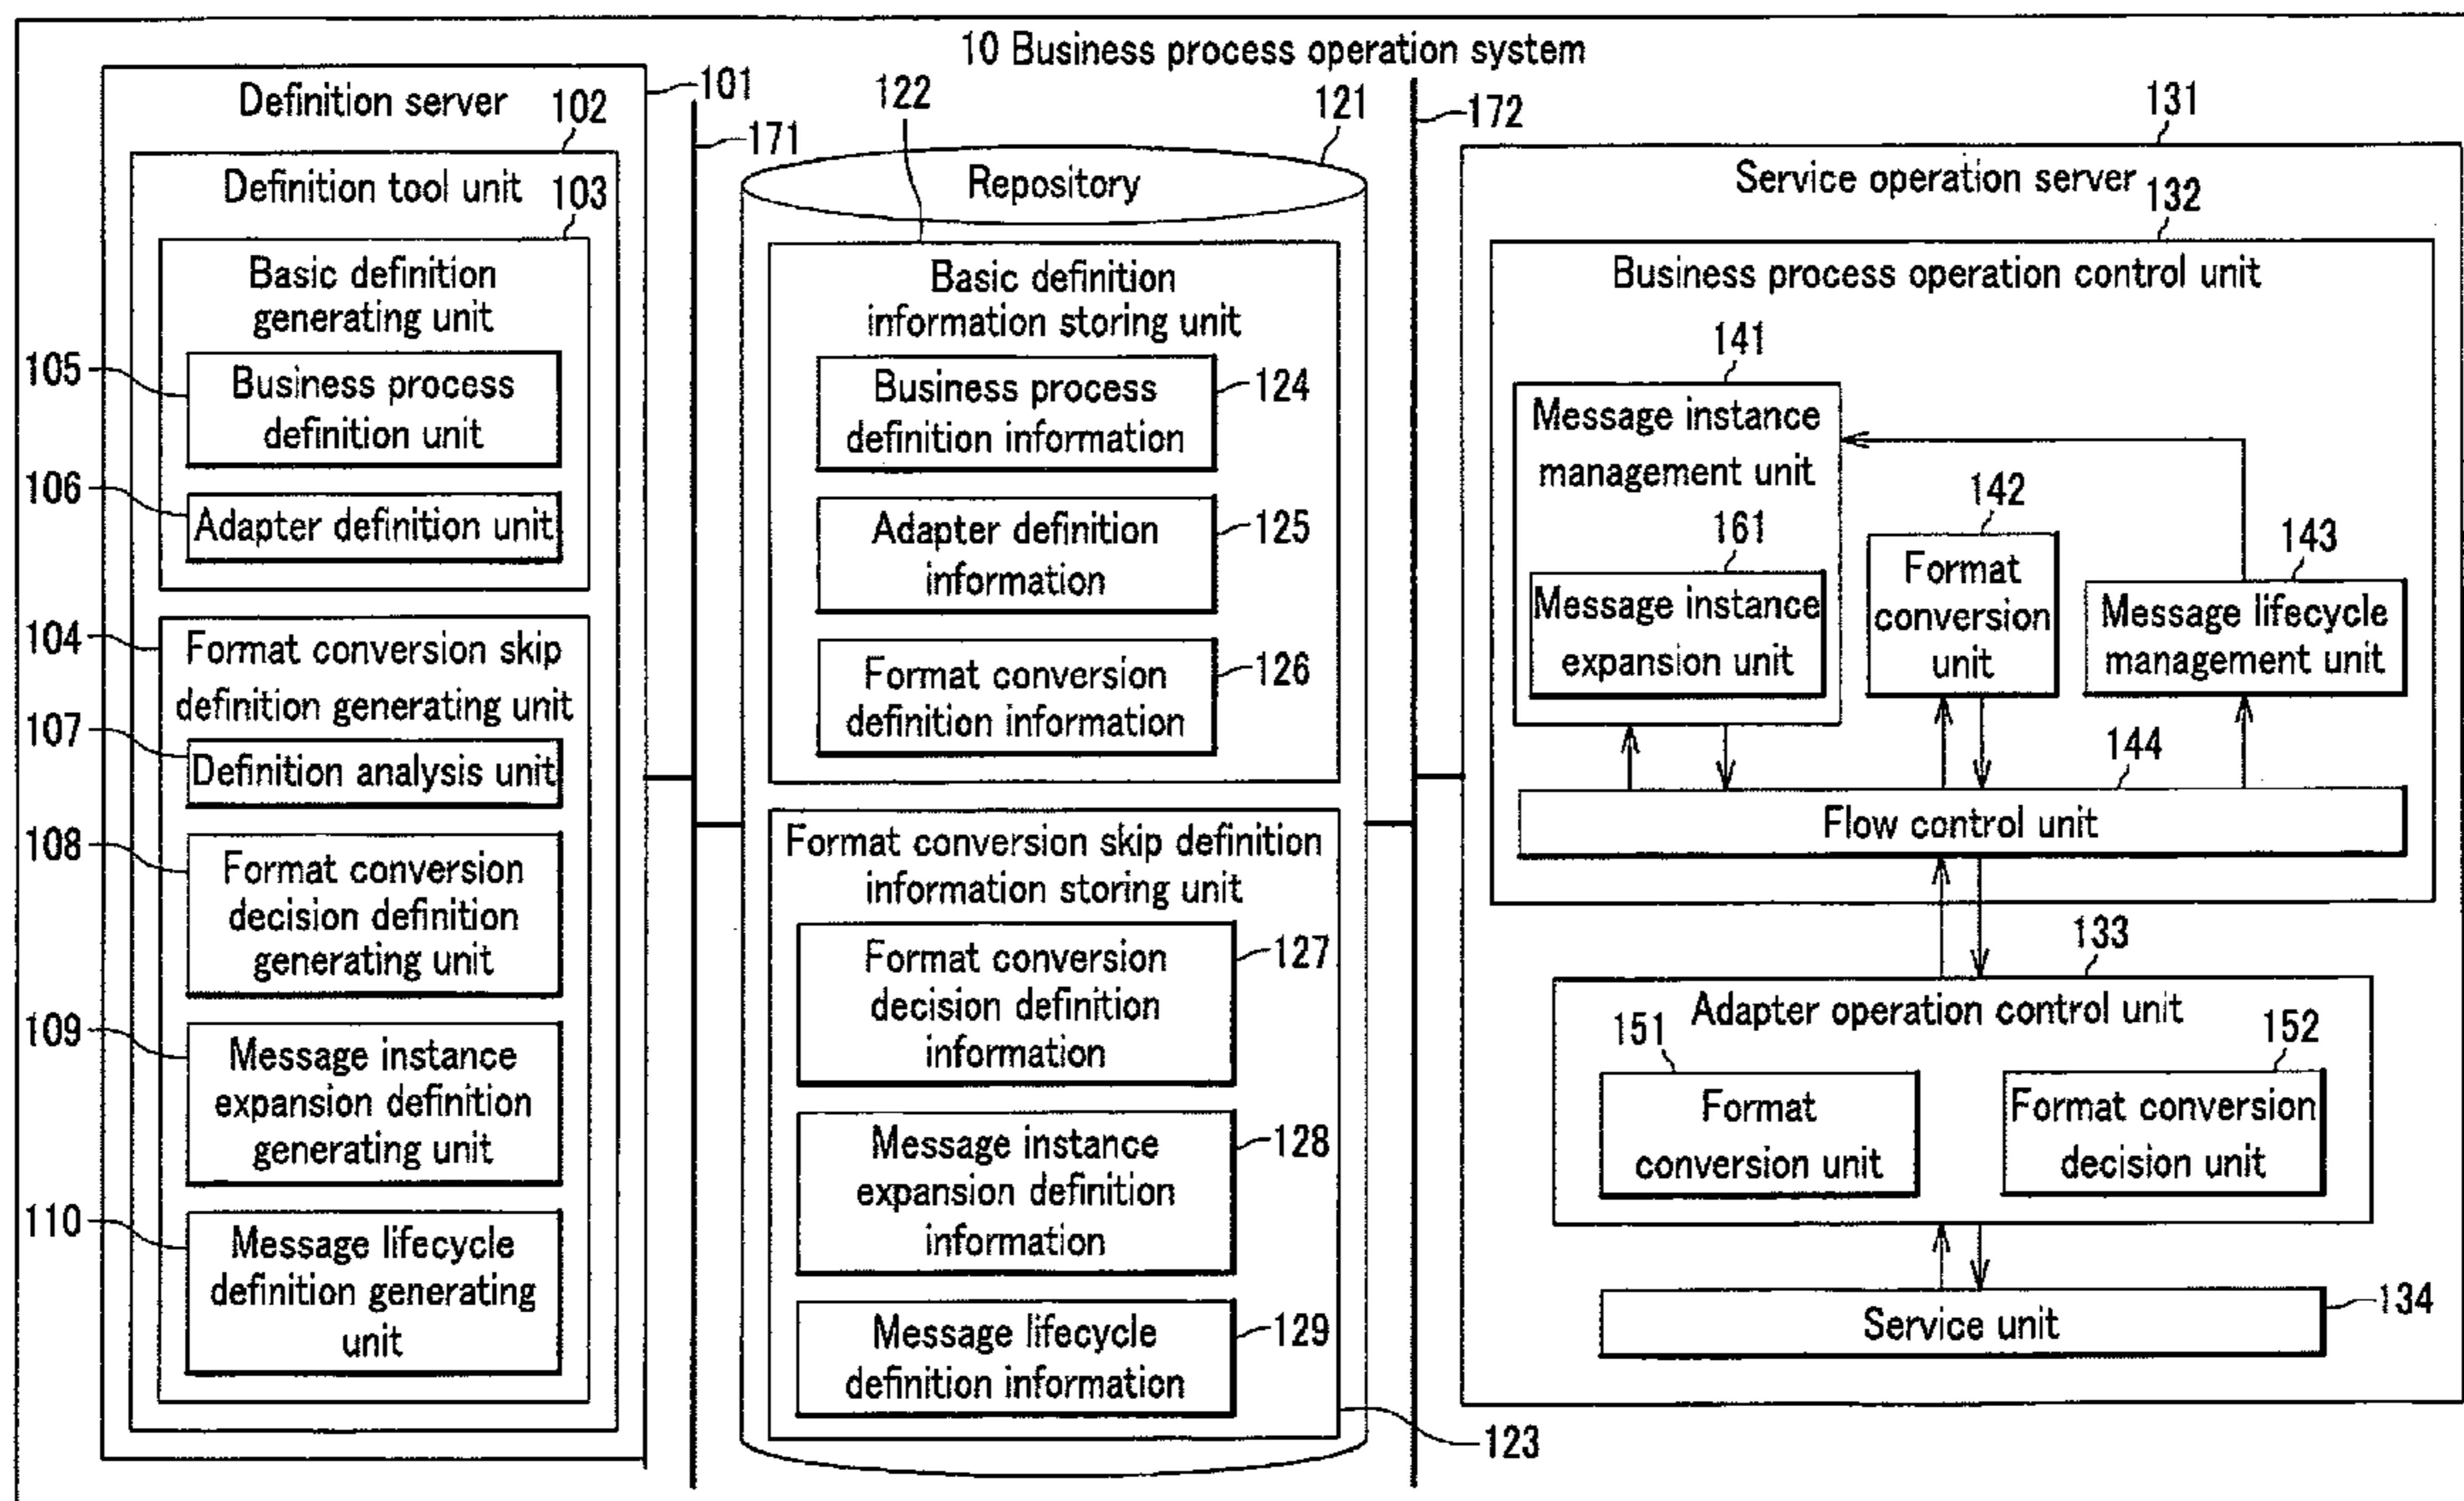 10 Business process operation system
Definition server
101
102
Definition tool unit
103
Basic definition
generating unit
105
Business process
definition unit
106
Adapter definition unit
104
Format conversion skip
definition generating unit
107
Definition analysis unit
108
Format conversion
decision definition
generating unit
109
Message instance
expansion definition
generating unit
110
Message lifecycle
definition generating
unit
171
122
121
Repository
Basic definition
information storing unit
Business process
definition information
124
Adapter definition
information
125
Format conversion
definition information
126
Format conversion skip definition
information storing unit
Format conversion
decision definition
information
127
Message instance
expansion definition
information
128
Message lifecycle
definition information
129
123
172
131
Service operation server
132
Business process operation control unit
141
Message instance
management unit
161
Message instance
expansion unit
142
Format
conversion
unit
143
Message lifecycle
management unit
144
Flow control unit
133
Adapter operation control unit
151
Format
conversion unit
152
Format conversion
decision unit
Service unit
134